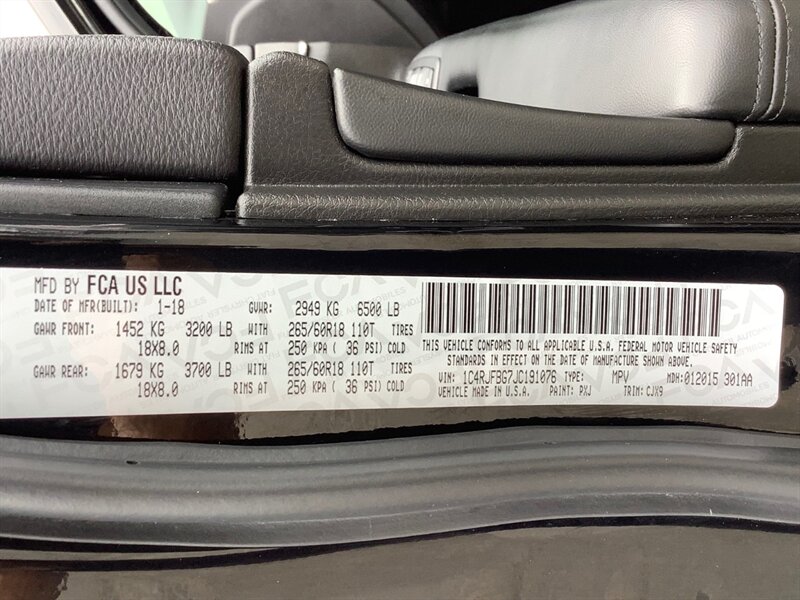 MFD BY FCA US LLC
DATE OF MFR(BUILT): 1-18 GVWR: 2949 KG 6500 LB
GAWR FRONT: 1452 KG 3200 LB WITH 265/60R18 110T TIRES
18X8.0 RIMS AT 250 KPA ( 36 PSI) COLD
GAWR REAR: 1679 KG 3700 LB WITH 265/60R18 110T TIRES
18X8.0 RIMS AT 250 KPA ( 36 PSI) COLD
THIS VEHICLE CONFORMS TO ALL APPLICABLE U.S.A. FEDERAL MOTOR VEHICLE SAFETY
STANDARDS IN EFFECT ON THE DATE OF MANUFACTURE SHOWN ABOVE.
VIN: 1C4RJFBG7JC191076 TYPE: MPV MDH: 012015 301AA
VEHICLE MADE IN U.S.A. PAINT: PXJ TRIM: CJX9